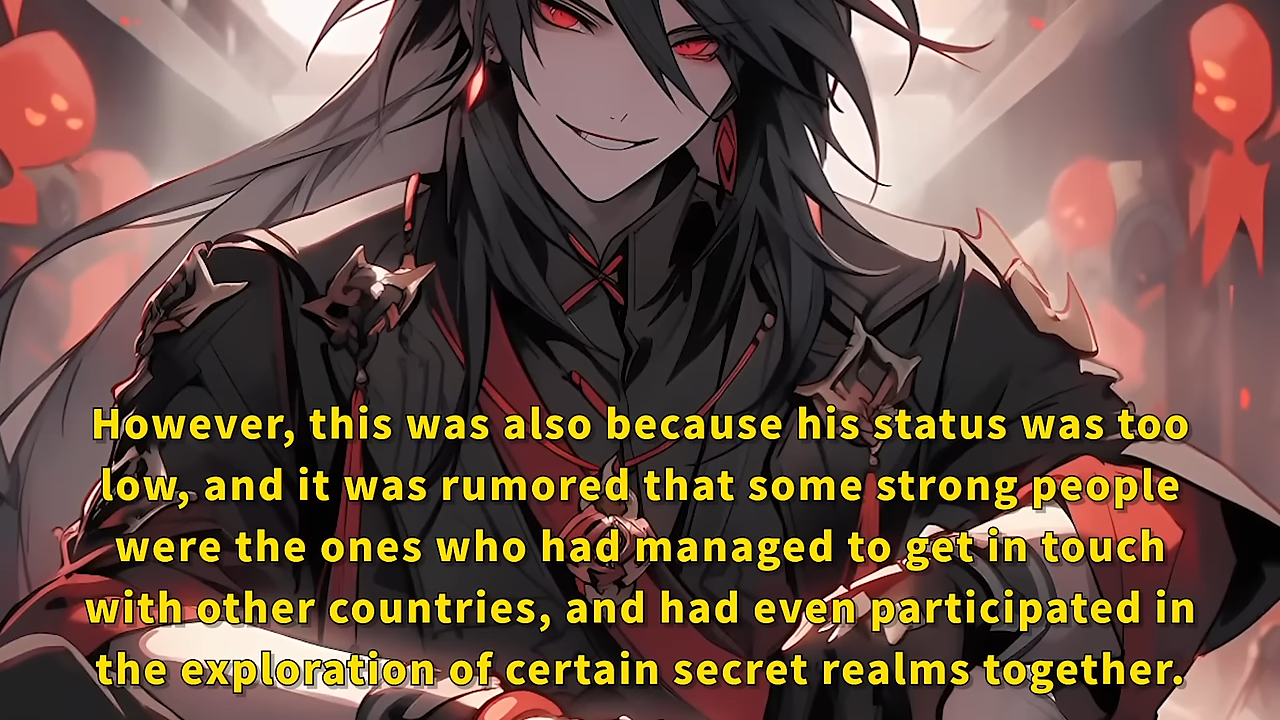 However, this was also because his status was too
low, and it was rumored that some strong people
were the ones who had managed to get in touch
with other countries, and had even participated in
the exploration of certain secret realms together.